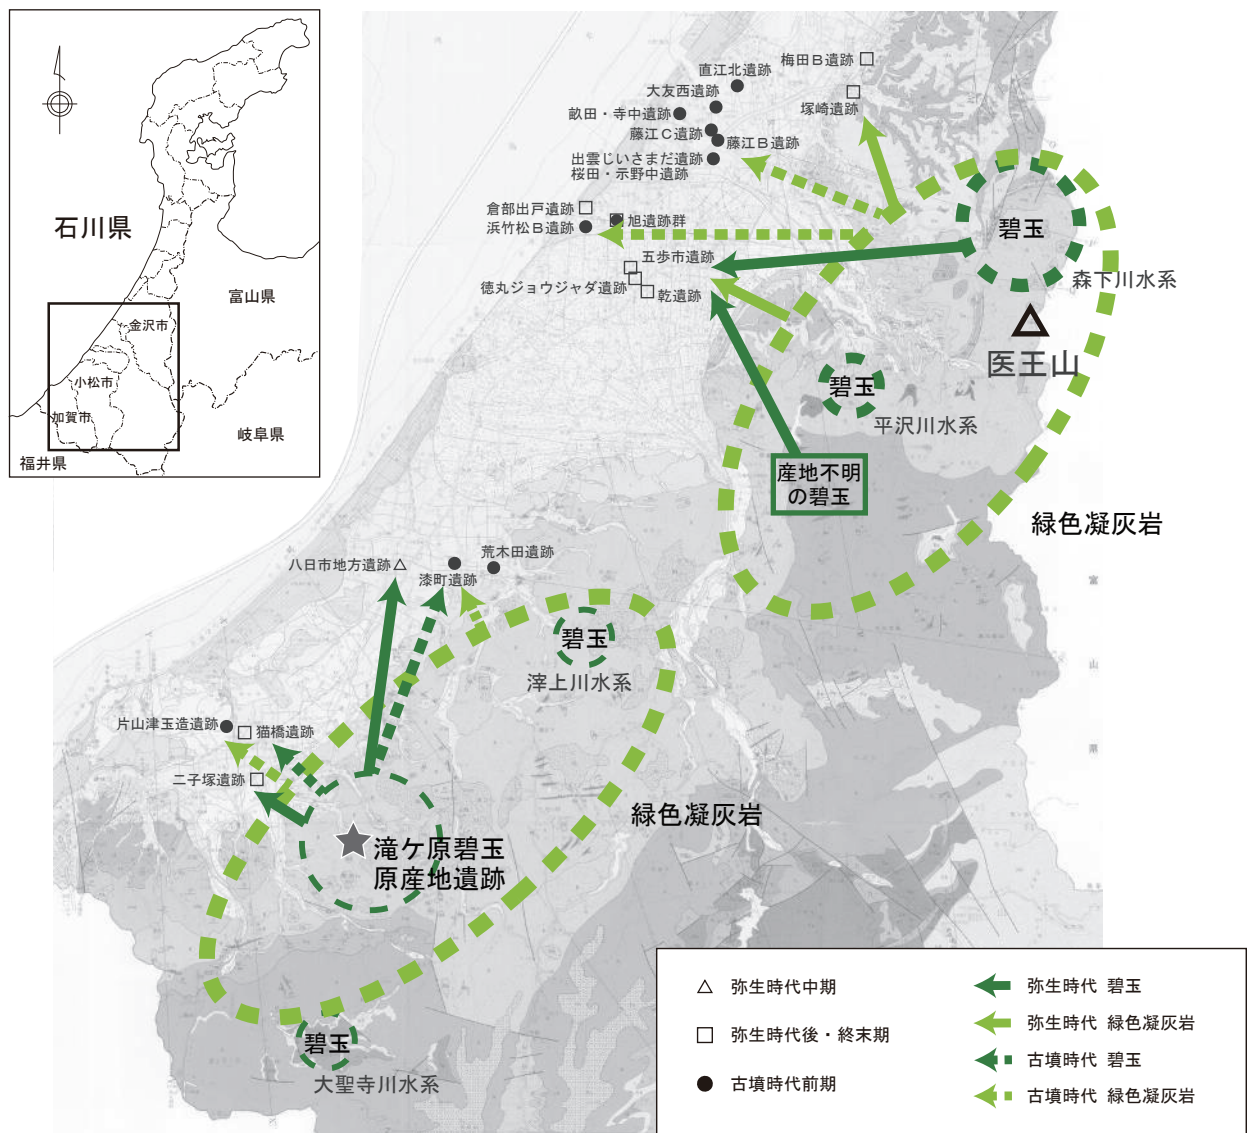 石川県
富山県
金沢市
小松市
加賀市
岐阜県
福井県
梅田B遺跡
直江北遺跡
大友西遺跡
塚崎遺跡
畝田・寺中遺跡
藤江C遺跡
藤江B遺跡
出雲じいさまだ遺跡
桜田・示野中遺跡
倉部出戸遺跡
旭遺跡群
浜竹松B遺跡
五歩市遺跡
徳丸ジョウジャダ遺跡
乾遺跡
碧玉
森下川水系
医王山
碧玉
平沢川水系
産地不明
の碧玉
緑色凝灰岩
八日市地方遺跡
荒木田遺跡
漆町遺跡
碧玉
滓上川水系
富
山
県
片山津玉造遺跡
猫橋遺跡
二子塚遺跡
緑色凝灰岩
滝ケ原碧玉
原産地遺跡
碧玉
大聖寺川水系
弥生時代中期
弥生時代後・終末期
古墳時代前期
弥生時代 碧玉
弥生時代 緑色凝灰岩
古墳時代 碧玉
古墳時代 緑色凝灰岩